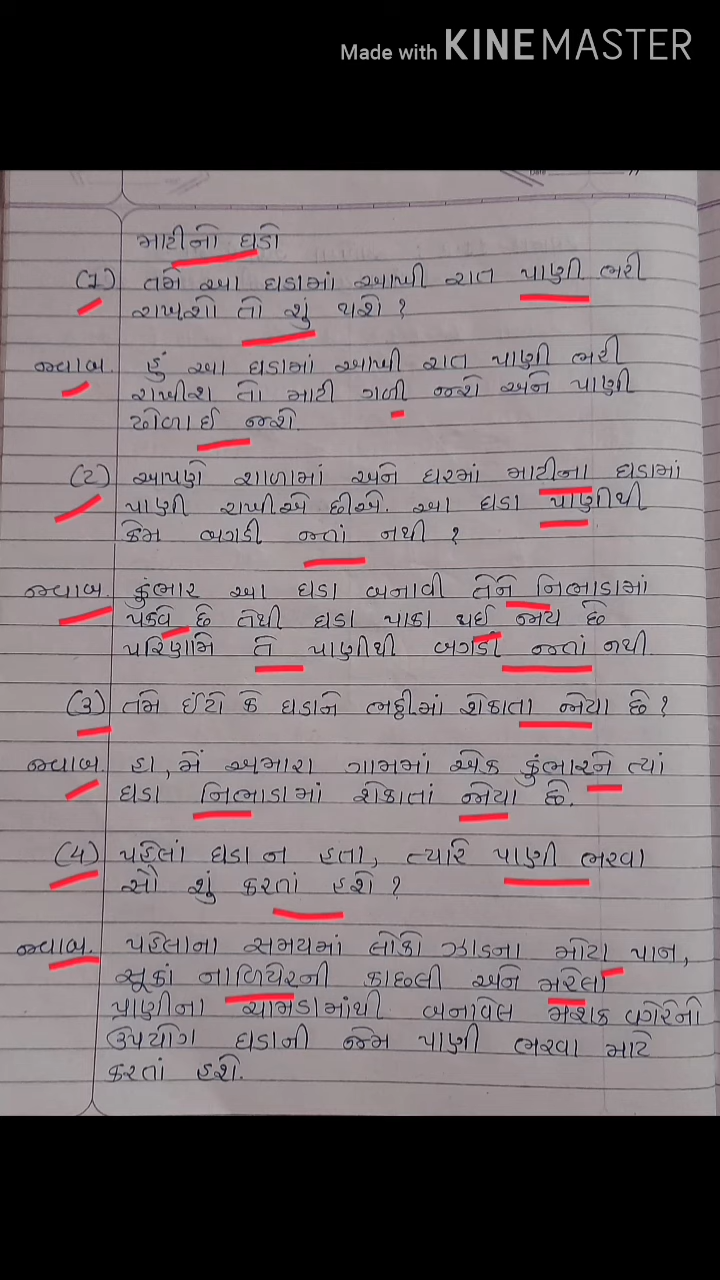 Made with KINEMASTER
માટીનો ઘડો
(1) તમે આ ઘડામાં આખી રાત પાણી ભરી
રાખશો તો શું થશે ?
જવાબ. હું આ ઘડામાં આખી રાત પાણી ભરી
રાખીશ તો માટી ગળી જશે અને પાણી
ઢોળાઈ જશે.
(2) આપણે શાળામાં અને ઘરમાં માટીના ઘડામાં
પાણી રાખીએ છીએ. આ ઘડા પાણીથી
કેમ બગડી જતાં નથી ?
જવાબ. કુંભાર આ ઘડા બનાવી તેને નિભાડામાં
પકવે છે તેથી ઘડા પાકા થઈ જાય છે
પરિણામે તે પાણીથી બગડી જતાં નથી
(3) તમે ઈંટો કે ઘડાને ભઠ્ઠીમાં શેકાતા જોયા છે ?
જવાબ. હા, મેં અમારા ગામમાં એક કુંભારને ત્યાં
ઘડા નિભાડામાં શેકાતાં જોયા છે.
(4) પહેલાં ઘડા ન હતા, ત્યારે પાણી ભરવા
સૌ શું કરતાં હશે ?
જવાબ. પહેલાના સમયમાં લોકો ઝાડના મોટા પાન,
સૂકાં નાળિયેરની કાછલી અને મરેલા
પ્રાણીના ચામડામાંથી બનાવેલ મશક વગેરેનો
ઉપયોગ ઘડાની જેમ પાણી ભરવા માટે
કરતાં હશે.